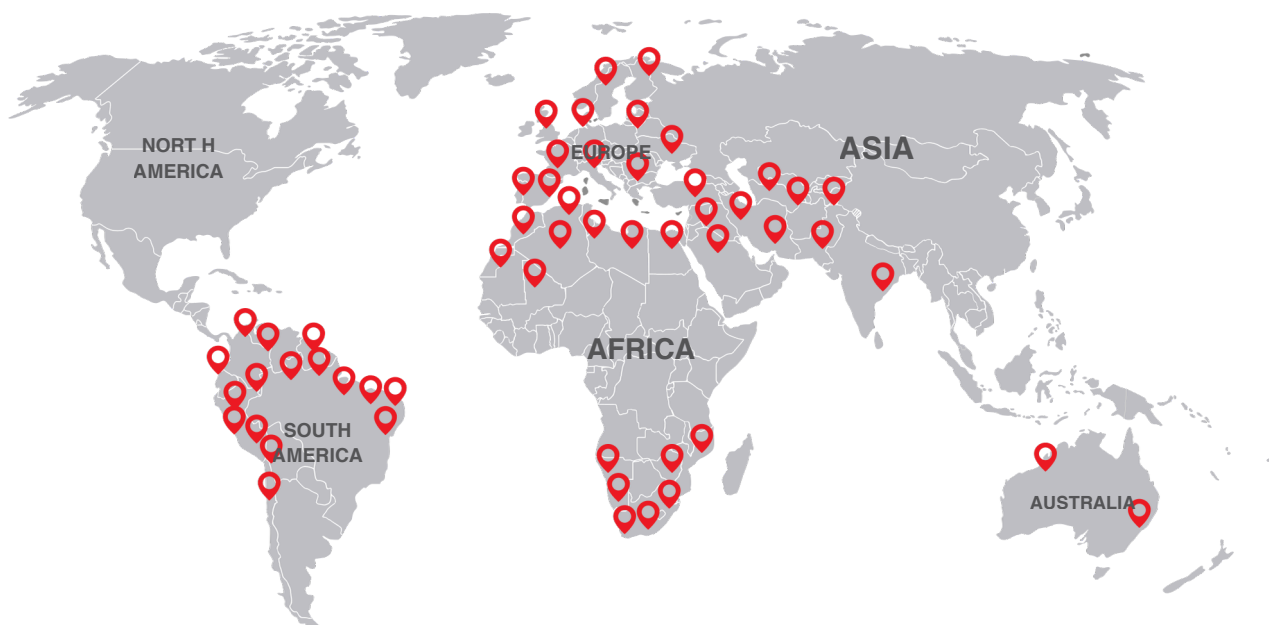 NORT H
AMERICA
EUROPE
ASIA
AFRICA
SOUTH
AMERICA
AUSTRALIA